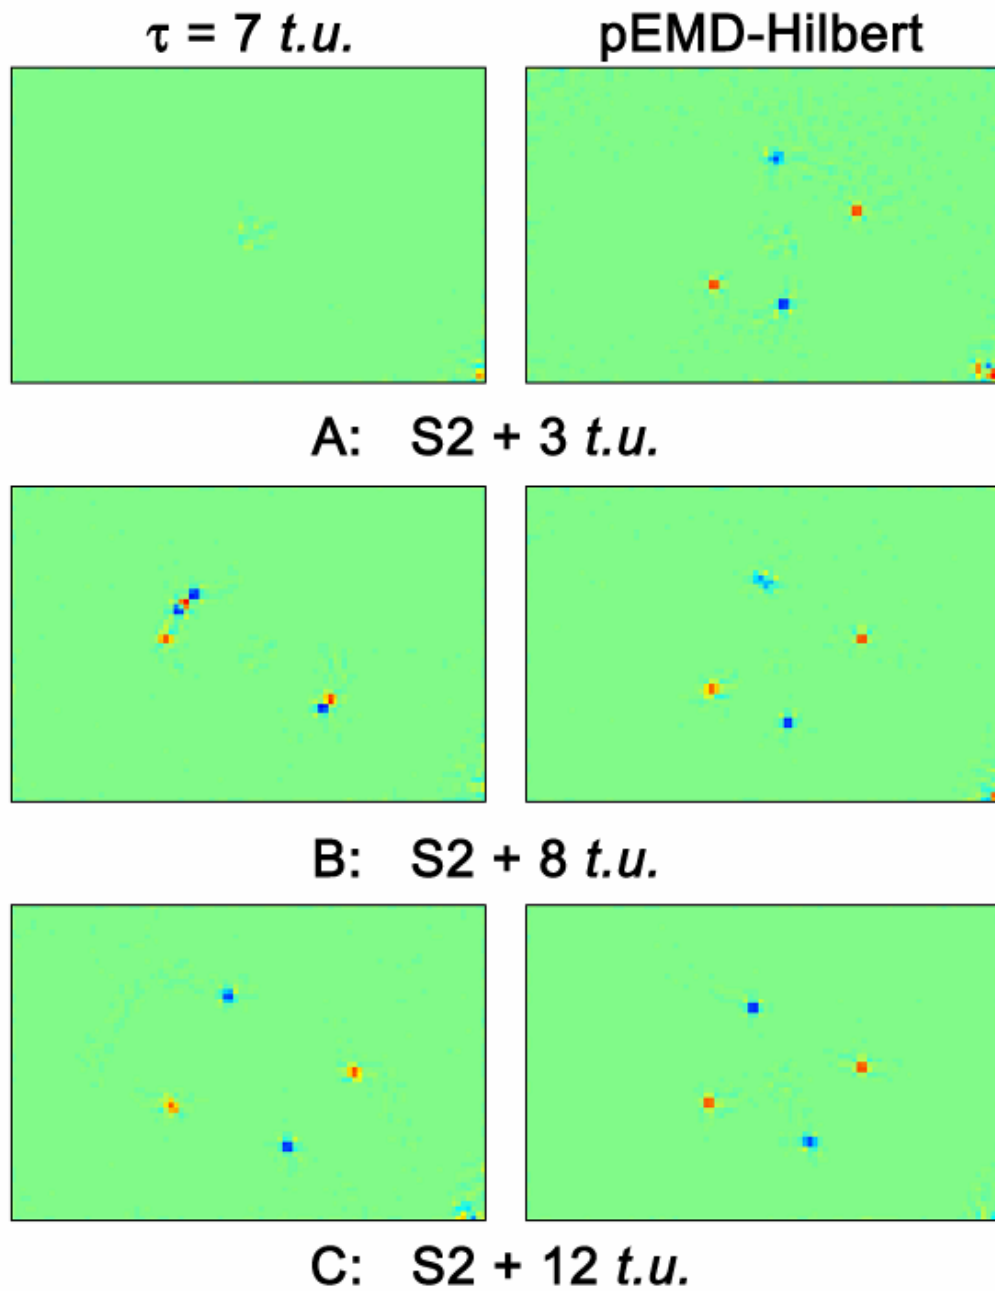 τ = 7 t.u. pEMD-Hilbert
A: S2 + 3 t.u.
B: S2 + 8 t.u.
C: S2 + 12 t.u.